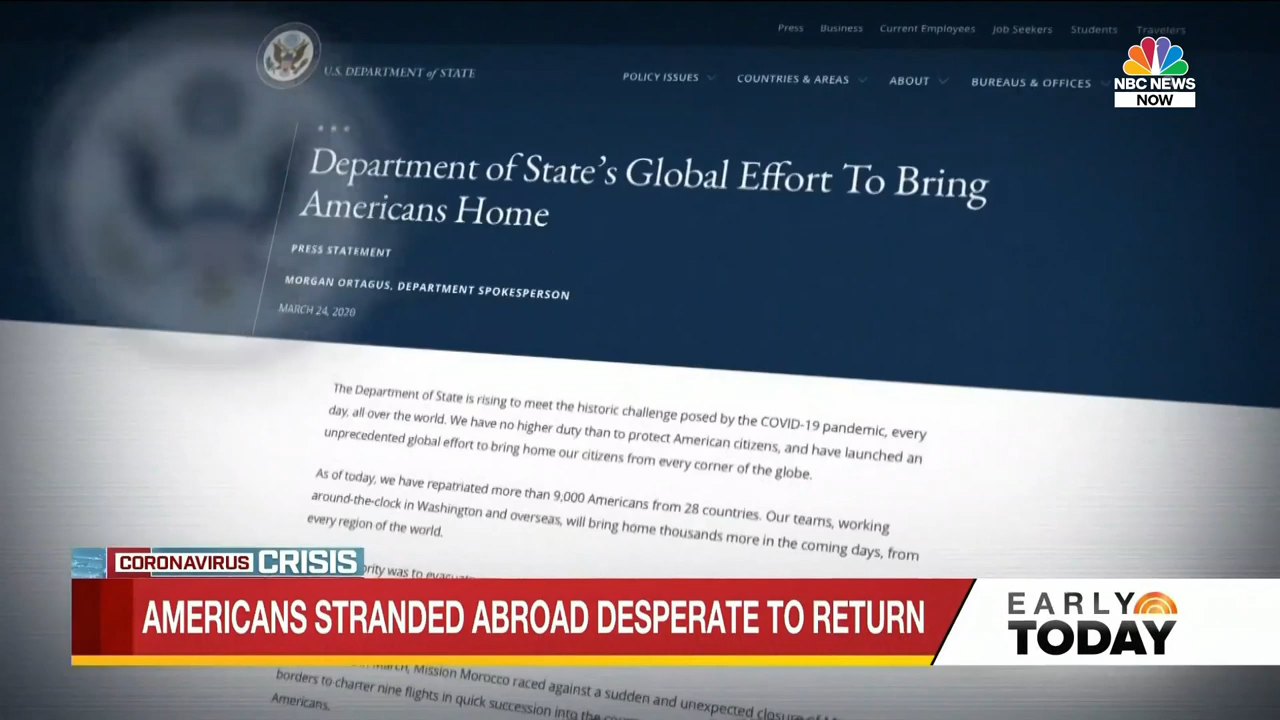 Press Business Current Employees Job Seekers Students Travelers
U.S. DEPARTMENT of STATE
POLICY ISSUES COUNTRIES & AREAS ABOUT BUREAUS & OFFICES
NBC NEWS
NOW
Department of State’s Global Effort To Bring
Americans Home
PRESS STATEMENT
MORGAN ORTAGUS, DEPARTMENT SPOKESPERSON
MARCH 24, 2020
The Department of State is rising to meet the historic challenge posed by the COVID-19 pandemic, every
day, all over the world. We have no higher duty than to protect American citizens, and have launched an
unprecedented global effort to bring home our citizens from every corner of the globe.
As of today, we have repatriated more than 9,000 Americans from 28 countries. Our teams, working
around-the-clock in Washington and overseas, will bring home thousands more in the coming days, from
every region of the world.
was to
CORONAVIRUS CRISIS
AMERICANS STRANDED ABROAD DESPERATE TO RETURN
EARLY
TODAY
March, Mission Morocco raced against a sudden and unexpected closure of
borders to charter nine flights in quick succession into the
Americans.